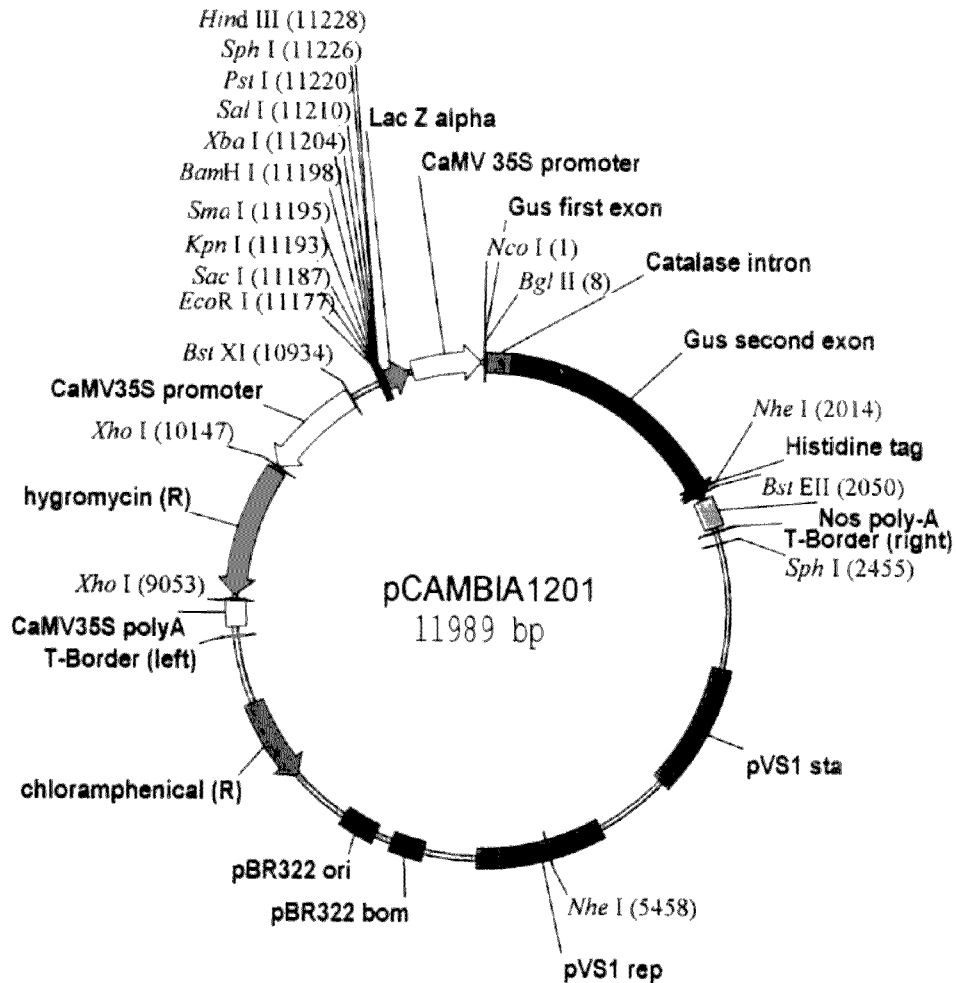 Hind III (11228)
Sph I (11226)
Pst I (11220)
Sal I (11210)
Lac Z alpha
Xba I (11204)
CaMV 35S promoter
BamH I (11198)
Sma I (11195)
Gus first exon
Kpn I (11193)
Nco I (1)
Sac I (11187)
Bgl II (8)
Catalase intron
EcoR I (11177)
Gus second exon
Bst XI (10934)
CaMV35S promoter
Nhe I (2014)
Xho I (10147)
Histidine tag
hygromycin (R)
Bst EII (2050)
Nos poly-A
T-Border (right)
Sph I (2455)
Xho I (9053)
pCAMBIA1201
11989 bp
CaMV35S polyA
T-Border (left)
pVS1 sta
chloramphenical (R)
pBR322 ori
pBR322 bom
Nhe I (5458)
pVS1 rep